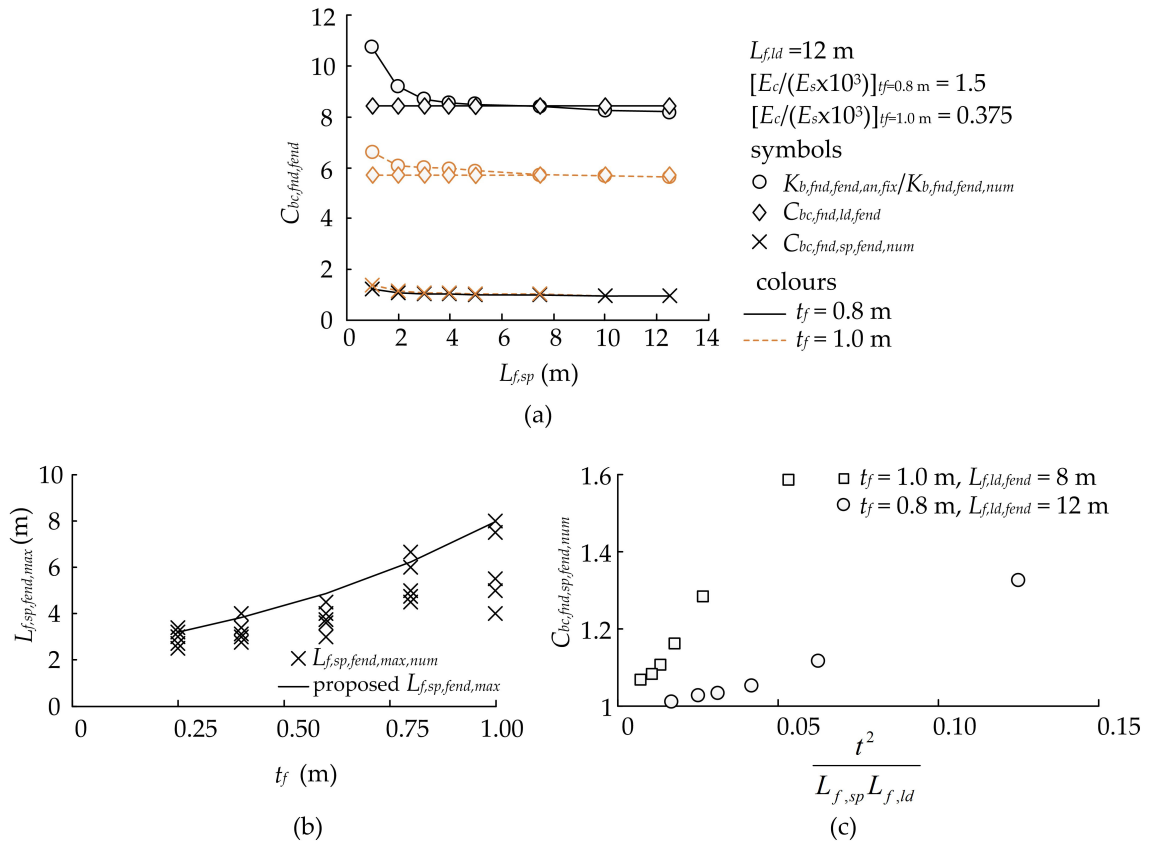 12
10
8
6
4
2
0
C_bc,fnd,fend
0 2 4 6 8 10 12 14
L_f,sp (m)
L_f,ld =12 m
[E_c/(E_s x10³)] _tf=0.8 m = 1.5
[E_c/(E_s x10³)] _tf=1.0 m = 0.375
symbols
K_b,fnd,fend,an,fix/K_b,fnd,fend,num
C_bc,fnd,ld,fend
C_bc,fnd,sp,fend,num
colours
t_f = 0.8 m
t_f = 1.0 m
(a)
10
8
6
4
2
0
L_f,sp,fend,max (m)
0 0.25 0.50 0.75 1.00
t_f (m)
L_f,sp,fend,max,num
proposed L_f,sp,fend,max
(b)
1.6
1.4
1.2
1
C_bc,fnd,sp,fend,num
0 0.05 0.10 0.15
t_f = 1.0 m, L_f,ld,fend = 8 m
t_f = 0.8 m, L_f,ld,fend = 12 m
t²
L_f,sp L_f,ld
(c)